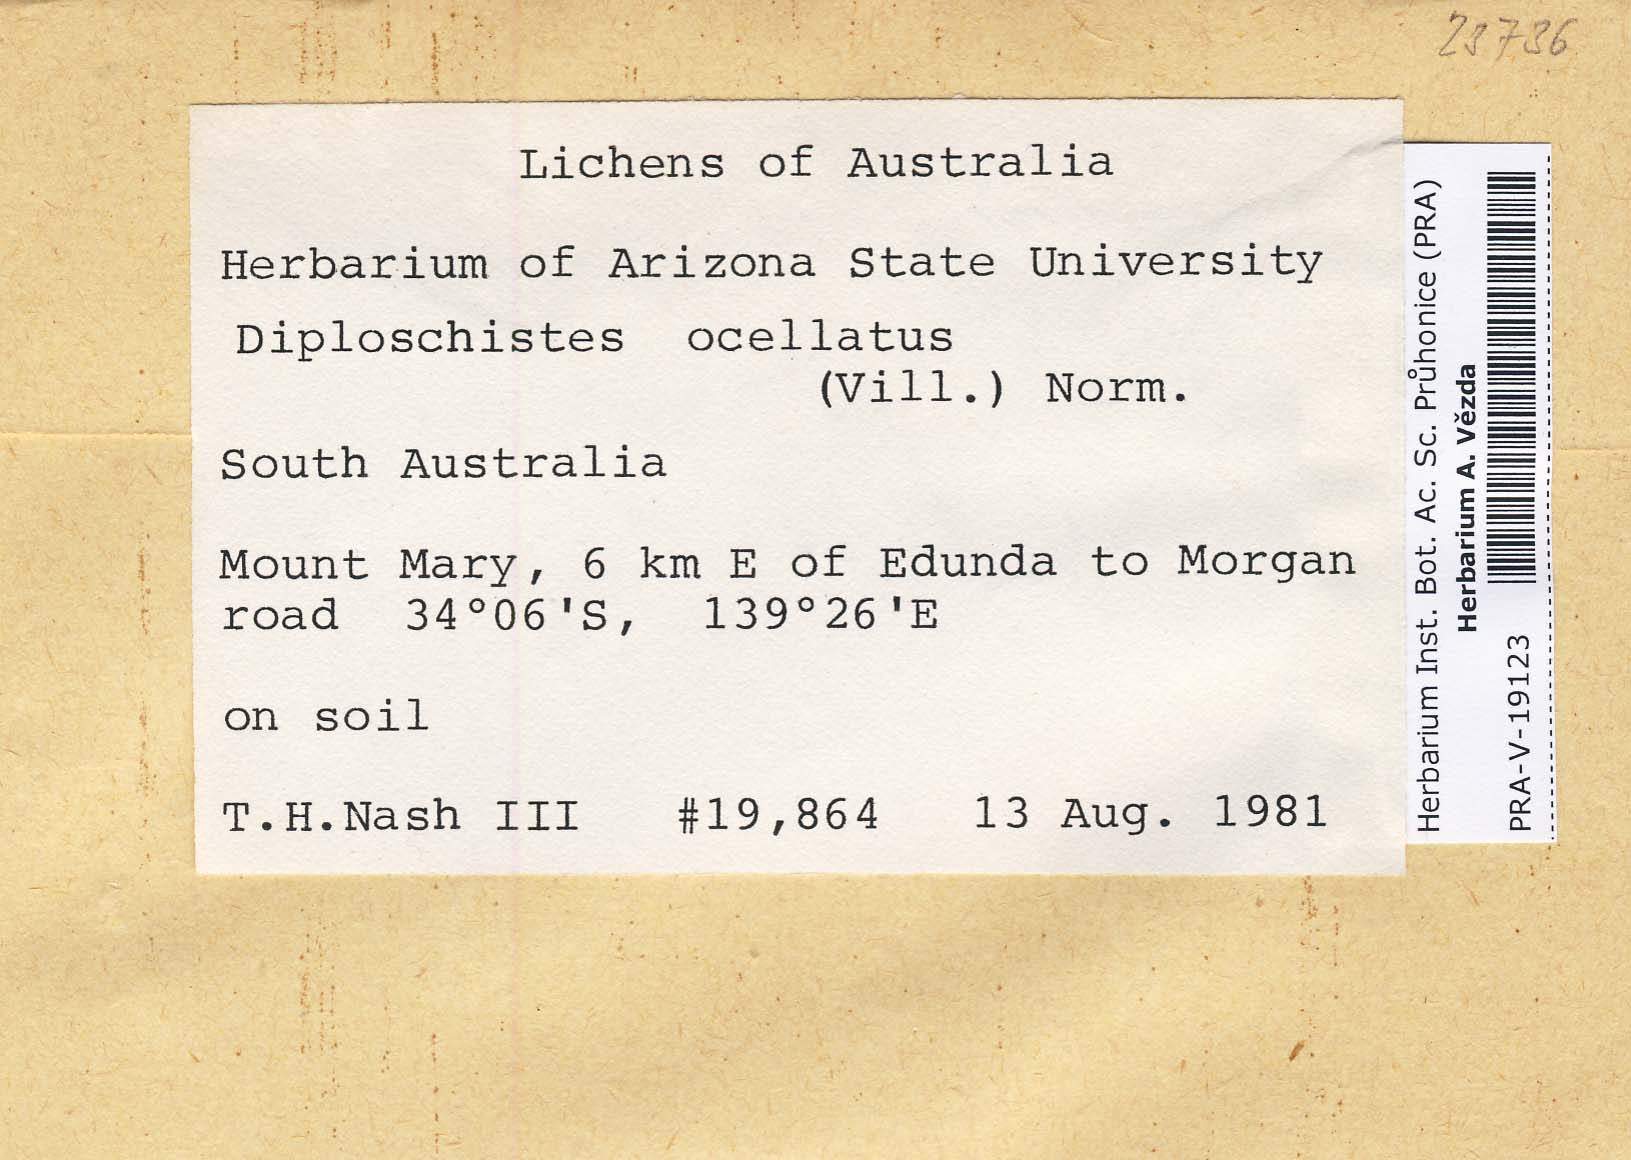 23736
Lichens of Australia
Herbarium of Arizona State University
Diploschistes ocellatus
(Vill.) Norm.
South Australia
Mount Mary, 6 km E of Edunda to Morgan
road 34°06'S, 139°26'E
on soil
T.H.Nash III #19,864 13 Aug. 1981
Herbarium Inst. Bot. Ac. Sc. Průhonice (PRA)
Herbarium A. Vězda
PRA-V-19123